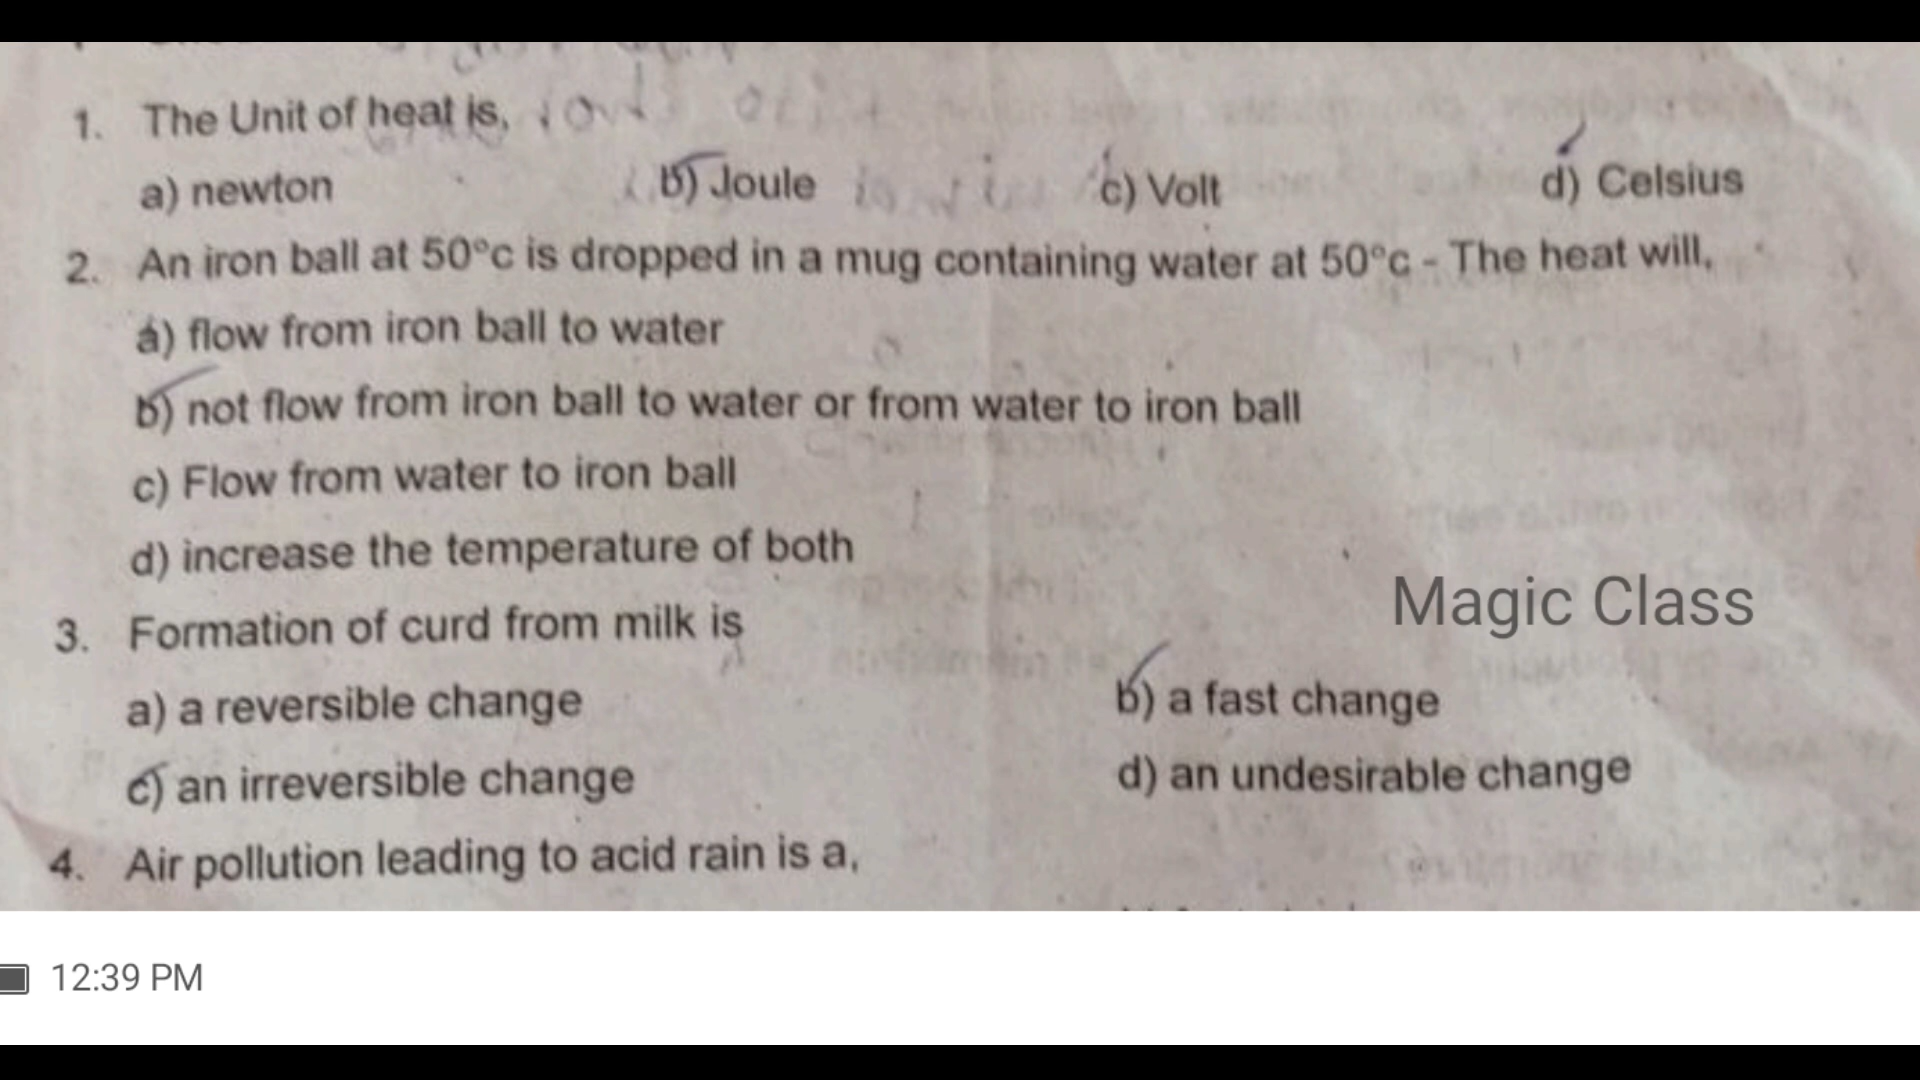 1. The Unit of heat is,
a) newton b) Joule c) Volt d) Celsius
2. An iron ball at 50°c is dropped in a mug containing water at 50°c - The heat will,
a) flow from iron ball to water
b) not flow from iron ball to water or from water to iron ball
c) Flow from water to iron ball
d) increase the temperature of both
Magic Class
3. Formation of curd from milk is
a) a reversible change b) a fast change
c) an irreversible change d) an undesirable change
4. Air pollution leading to acid rain is a,
12:39 PM